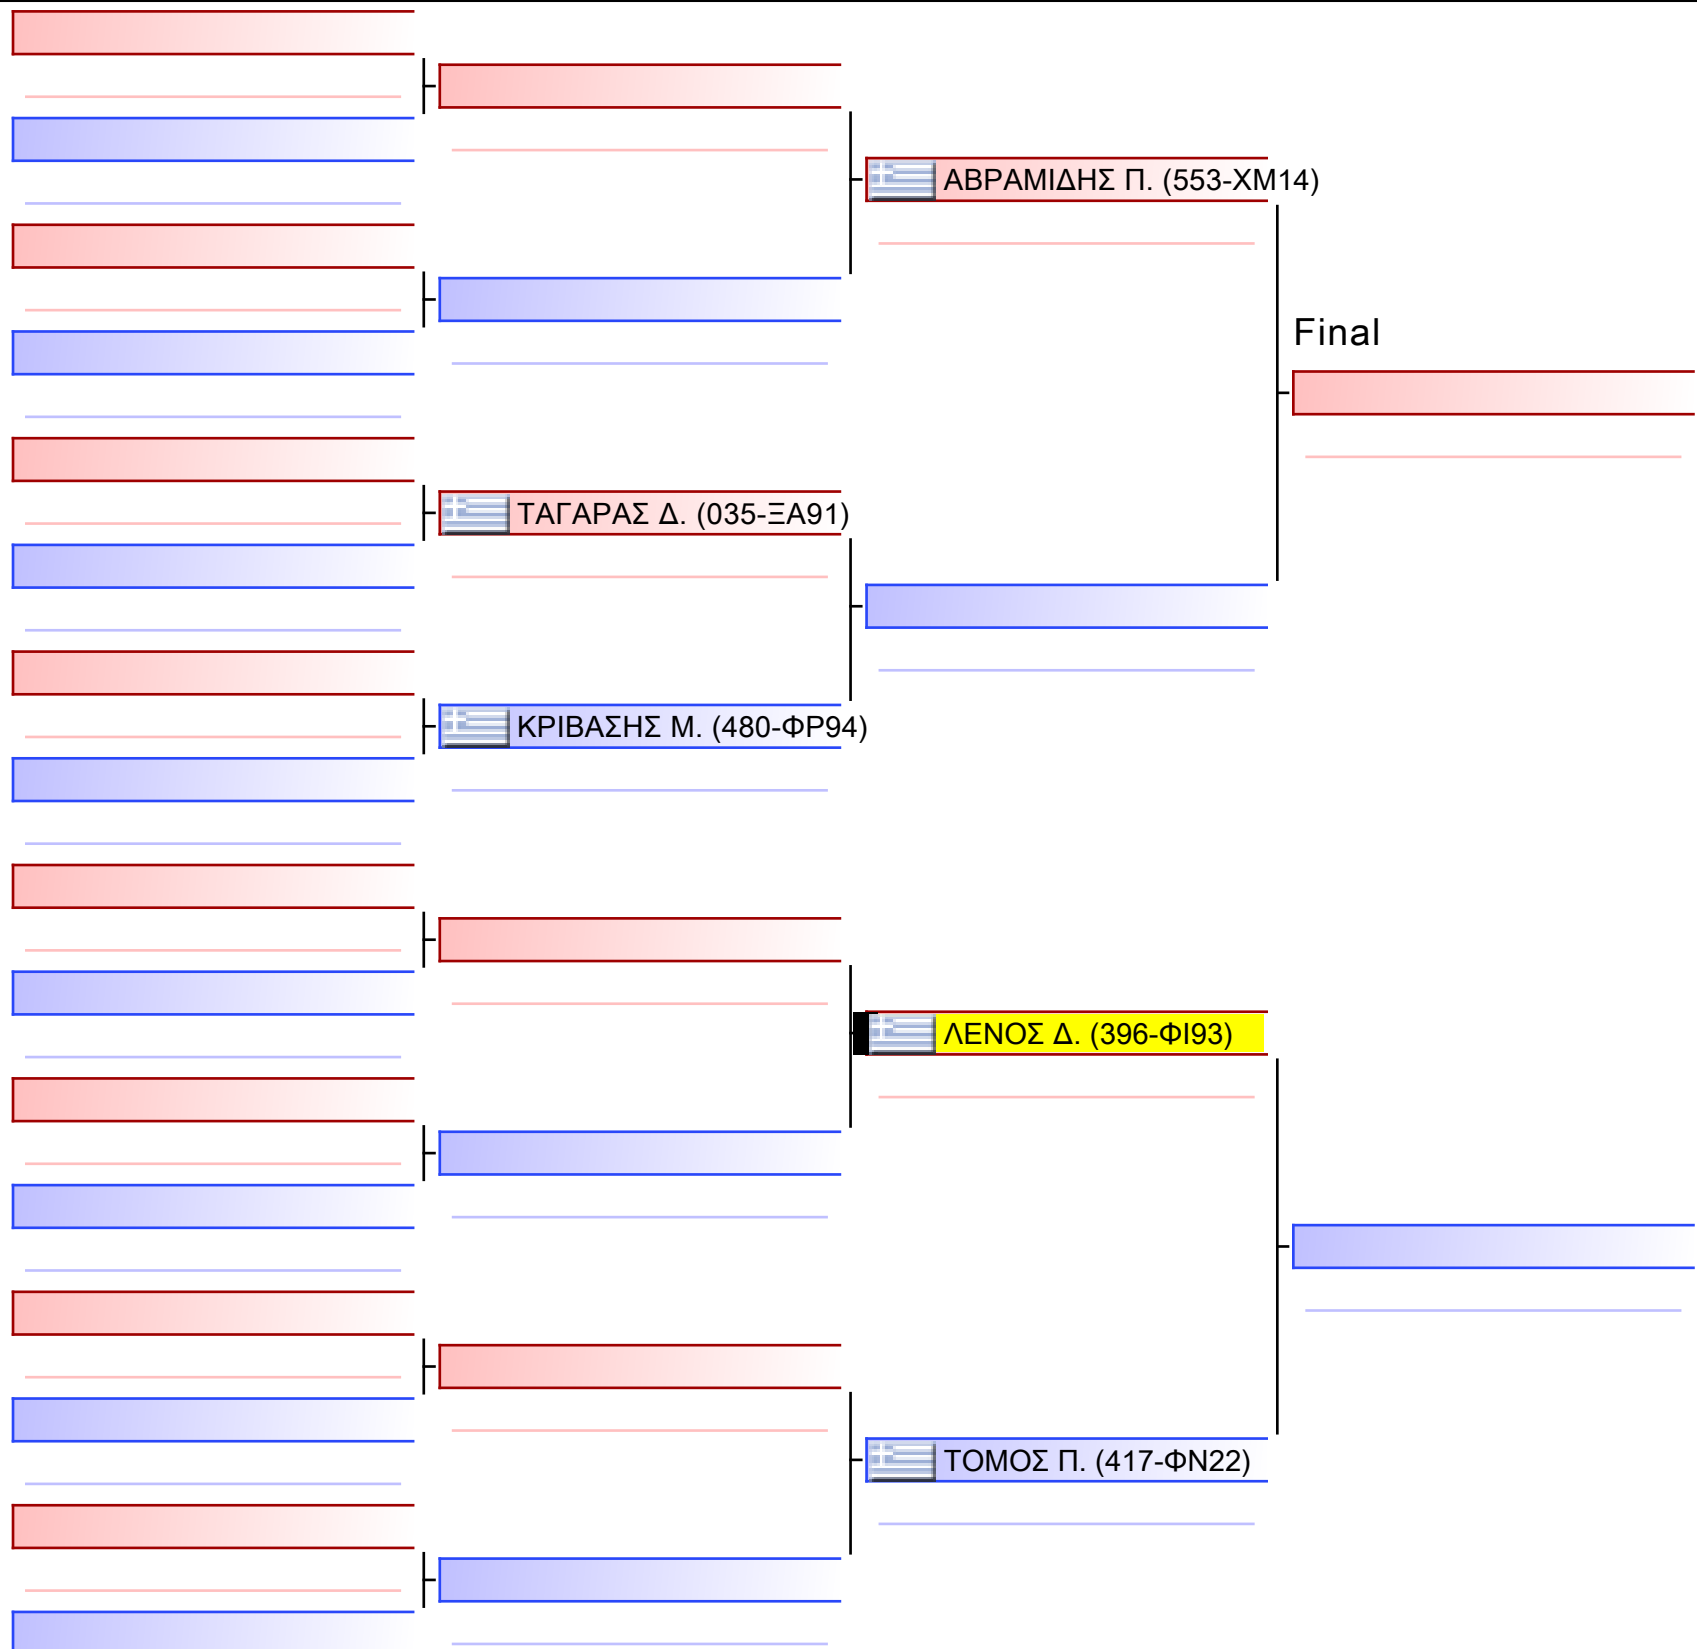 ΑΒΡΑΜΙΔΗΣ Π. (553-ΧΜ14)
Final
ΤΑΓΑΡΑΣ Δ. (035-ΞΑ91)
ΚΡΙΒΑΣΗΣ Μ. (480-ΦΡ94)
ΛΕΝΟΣ Δ. (396-ΦΙ93)
ΤΟΜΟΣ Π. (417-ΦΝ22)